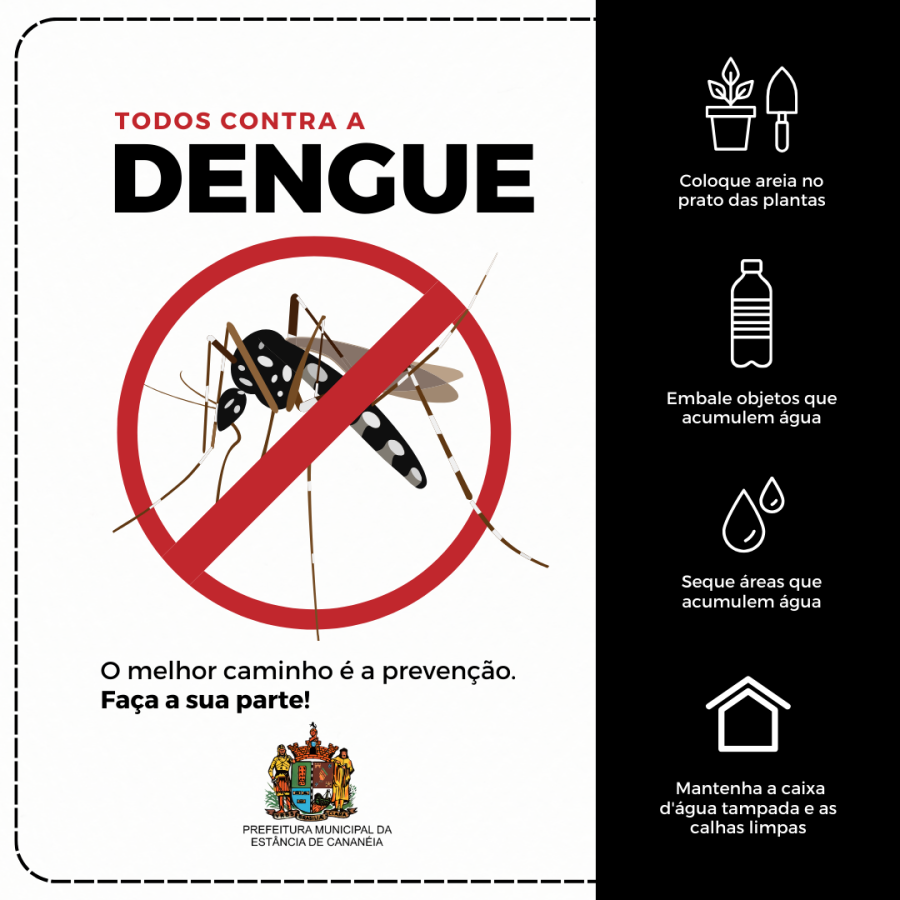 TODOS CONTRA A
DENGUE
O melhor caminho é a prevenção.
Faça a sua parte!
PREFEITURA MUNICIPAL DA
ESTÂNCIA DE CANANÉIA
Coloque areia no
prato das plantas
Embale objetos que
acumulem água
Seque áreas que
acumulem água
Mantenha a caixa
d'água tampada e as
calhas limpas